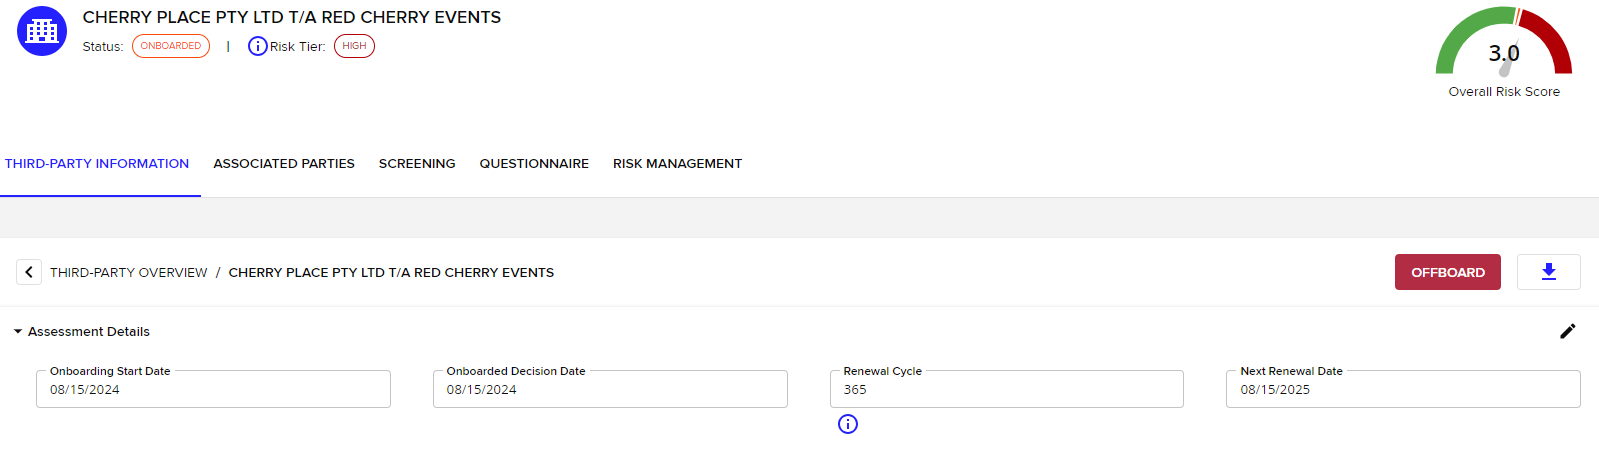 CHERRY PLACE PTY LTD T/A RED CHERRY EVENTS
Status: ONBOARDED | Risk Tier: HIGH
3.0
Overall Risk Score
THIRD-PARTY INFORMATION ASSOCIATED PARTIES SCREENING QUESTIONNAIRE RISK MANAGEMENT
THIRD-PARTY OVERVIEW / CHERRY PLACE PTY LTD T/A RED CHERRY EVENTS OFFBOARD
Assessment Details
Onboarding Start Date Onboarded Decision Date Renewal Cycle Next Renewal Date
08/15/2024 08/15/2024 365 08/15/2025